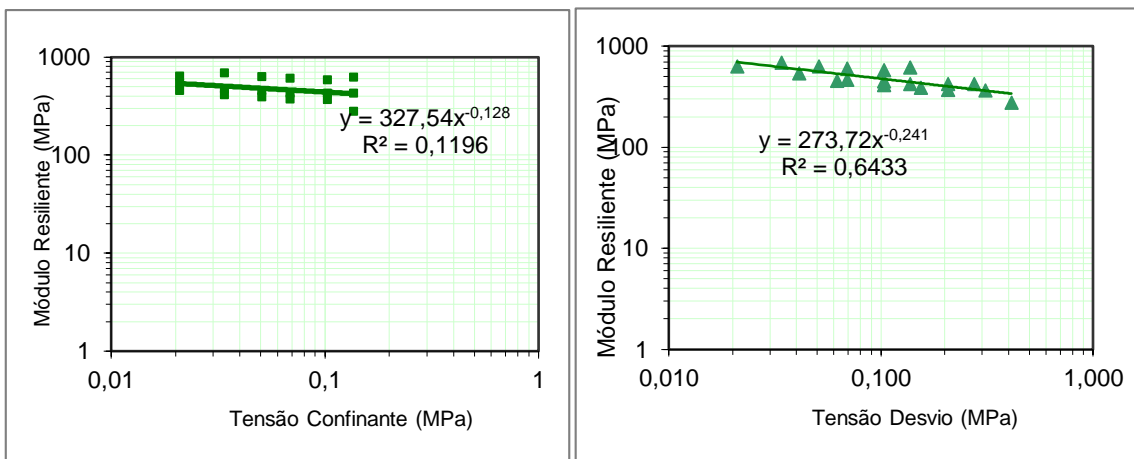 1000
100
10
1
0,01
0,1
1
Módulo Resiliente (MPa)
Tensão Confinante (MPa)
y = 327,54x^-0,128
R² = 0,1196
1000
100
10
1
0,010
0,100
1,000
Módulo Resiliente (MPa)
Tensão Desvio (MPa)
y = 273,72x^-0,241
R² = 0,6433